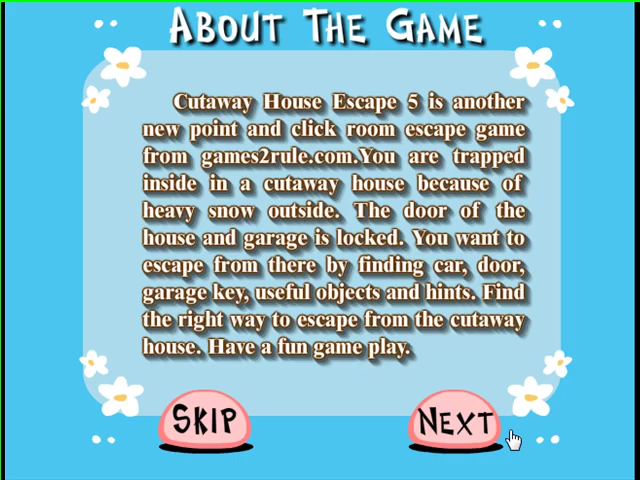 About The Game
Cutaway House Escape 5 is another
new point and click room escape game
from games2rule.com.You are trapped
inside in a cutaway house because of
heavy snow outside. The door of the
house and garage is locked. You want to
escape from there by finding car, door,
garage key, useful objects and hints. Find
the right way to escape from the cutaway
house. Have a fun game play.
Skip
Next